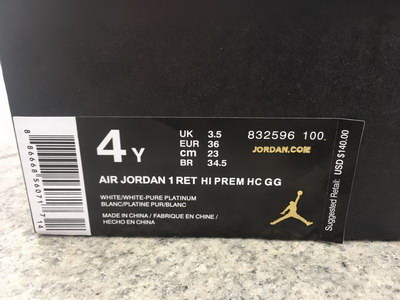 4 Y
UK 3.5
EUR 36
cm 23
BR 34.5
832596 100.
JORDAN.COM
AIR JORDAN 1 RET HI PREM HC GG
WHITE/WHITE-PURE PLATINUM
BLANC/PLATINE PUR/BLANC
MADE IN CHINA / FABRIQUE EN CHINE /
HECHO EN CHINA
Suggested Retail: USD $140.00